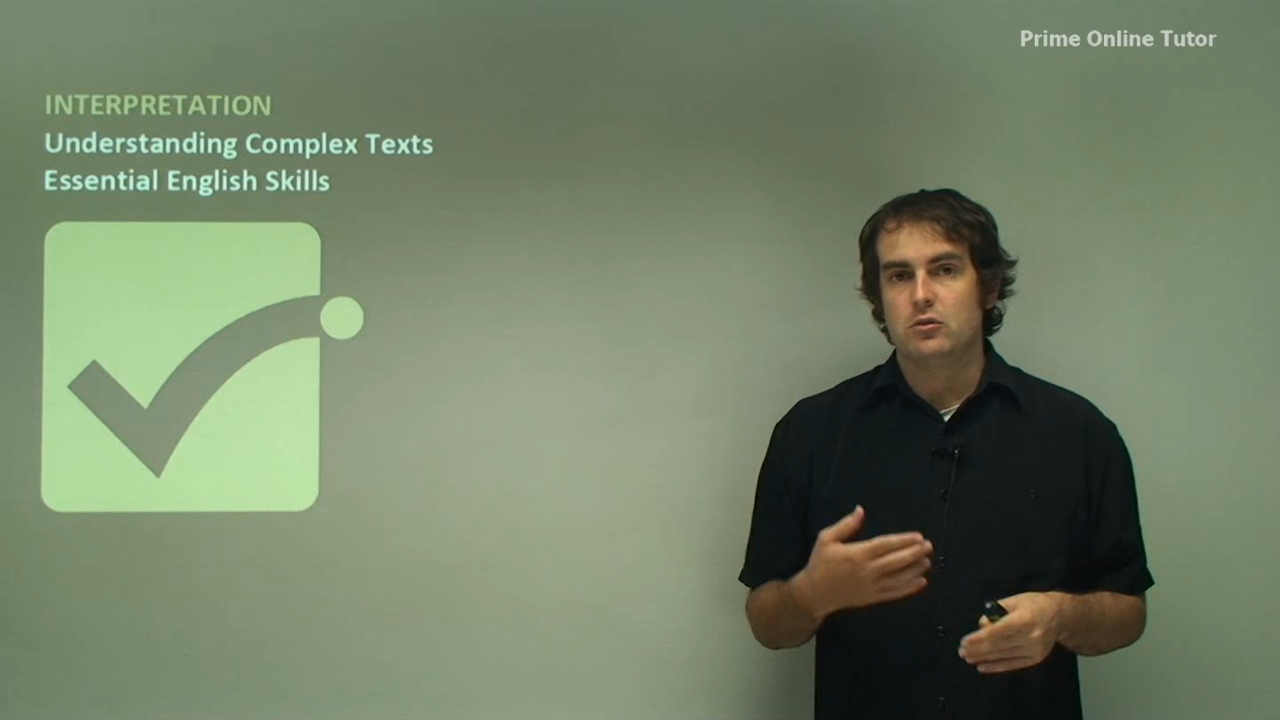 Prime Online Tutor
INTERPRETATION
Understanding Complex Texts
Essential English Skills